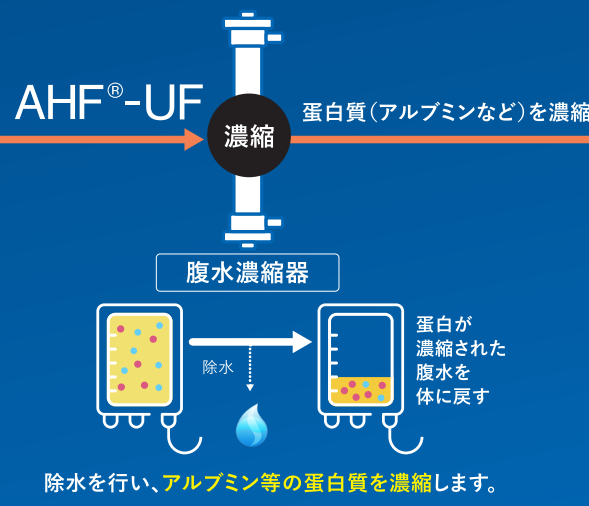 AHF®-UF
濃縮
蛋白質(アルブミンなど)を濃縮
腹水濃縮器
除水
蛋白が
濃縮された
腹水を
体に戻す
除水を行い、アルブミン等の蛋白質を濃縮します。